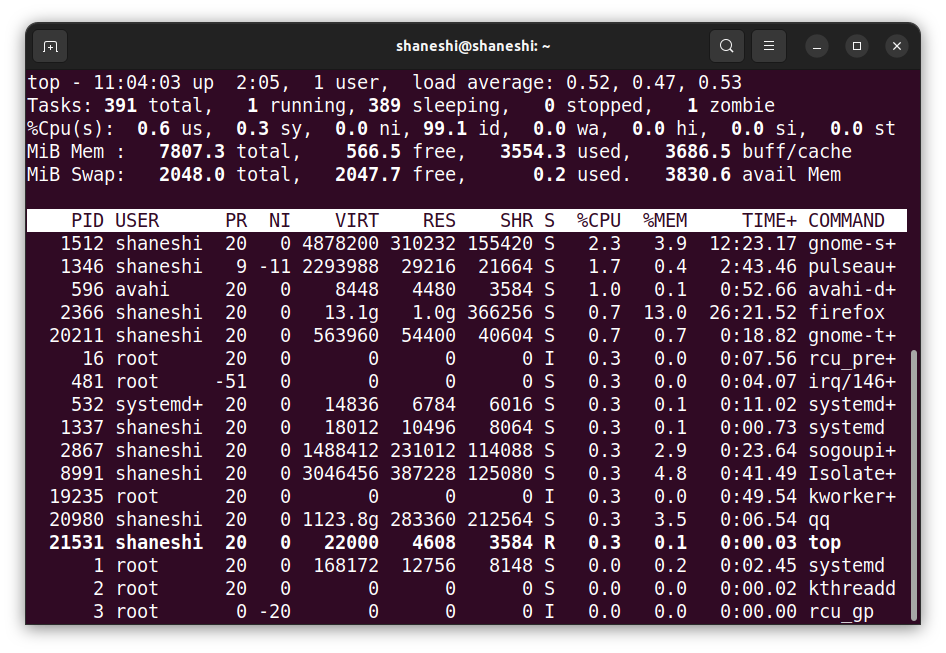 shaneshi@shaneshi: ~
top - 11:04:03 up  2:05,  1 user,  load average: 0.52, 0.47, 0.53
Tasks: 391 total,   1 running, 389 sleeping,   0 stopped,   1 zombie
%Cpu(s):  0.6 us,  0.3 sy,  0.0 ni, 99.1 id,  0.0 wa,  0.0 hi,  0.0 si,  0.0 st
MiB Mem :   7807.3 total,    566.5 free,   3554.3 used,   3686.5 buff/cache
MiB Swap:   2048.0 total,   2047.7 free,      0.2 used.   3830.6 avail Mem
    PID USER      PR  NI    VIRT    RES    SHR S  %CPU  %MEM     TIME+ COMMAND
   1512 shaneshi  20   0 4878200 310232 155420 S   2.3   3.9  12:23.17 gnome-s+
   1346 shaneshi   9 -11 2293988  29216  21664 S   1.7   0.4   2:43.46 pulseau+
    596 avahi     20   0    8448   4480   3584 S   1.0   0.1   0:52.66 avahi-d+
   2366 shaneshi  20   0   13.1g   1.0g 366256 S   0.7  13.0  26:21.52 firefox
  20211 shaneshi  20   0  563960  54400  40604 S   0.7   0.7   0:18.82 gnome-t+
     16 root      20   0       0      0      0 I   0.3   0.0   0:07.56 rcu_pre+
    481 root     -51   0       0      0      0 S   0.3   0.0   0:04.07 irq/146+
    532 systemd+  20   0   14836   6784   6016 S   0.3   0.1   0:11.02 systemd+
   1337 shaneshi  20   0   18012  10496   8064 S   0.3   0.1   0:00.73 systemd
   2867 shaneshi  20   0 1488412 231012 114088 S   0.3   2.9   0:23.64 sogoupi+
   8991 shaneshi  20   0 3046456 387228 125080 S   0.3   4.8   0:41.49 Isolate+
  19235 root      20   0       0      0      0 I   0.3   0.0   0:49.54 kworker+
  20980 shaneshi  20   0 1123.8g 283360 212564 S   0.3   3.5   0:06.54 qq
  21531 shaneshi  20   0   22000   4608   3584 R   0.3   0.1   0:00.03 top
      1 root      20   0  168172  12756   8148 S   0.0   0.2   0:02.45 systemd
      2 root      20   0       0      0      0 S   0.0   0.0   0:00.02 kthreadd
      3 root       0 -20       0      0      0 I   0.0   0.0   0:00.00 rcu_gp